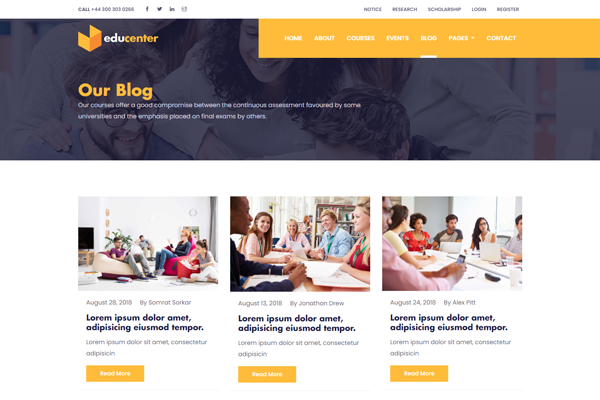 CALL +44 300 303 0266
NOTICE RESEARCH SCHOLARSHIP LOGIN REGISTER
educenter
HOME ABOUT COURSES EVENTS BLOG PAGES CONTACT
Our Blog
Our courses offer a good compromise between the continuous assessment favoured by some
universities and the emphasis placed on final exams by others.
August 28, 2018 By Somrat Sorkar
Lorem ipsum dolor amet,
adipisicing eiusmod tempor.
Lorem ipsum dolor sit amet, consectetur
adipisicin
Read More
August 13, 2018 By Jonathon Drew
Lorem ipsum dolor amet,
adipisicing eiusmod tempor.
Lorem ipsum dolor sit amet, consectetur
adipisicin
Read More
August 24, 2018 By Alex Pitt
Lorem ipsum dolor amet,
adipisicing eiusmod tempor.
Lorem ipsum dolor sit amet, consectetur
adipisicin
Read More